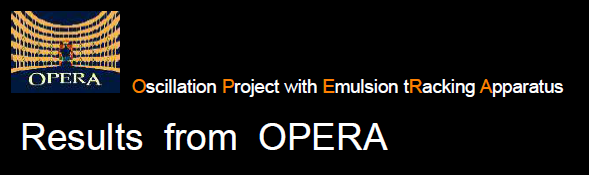 OPERA
Oscillation Project with Emulsion tRacking Apparatus
Results from OPERA